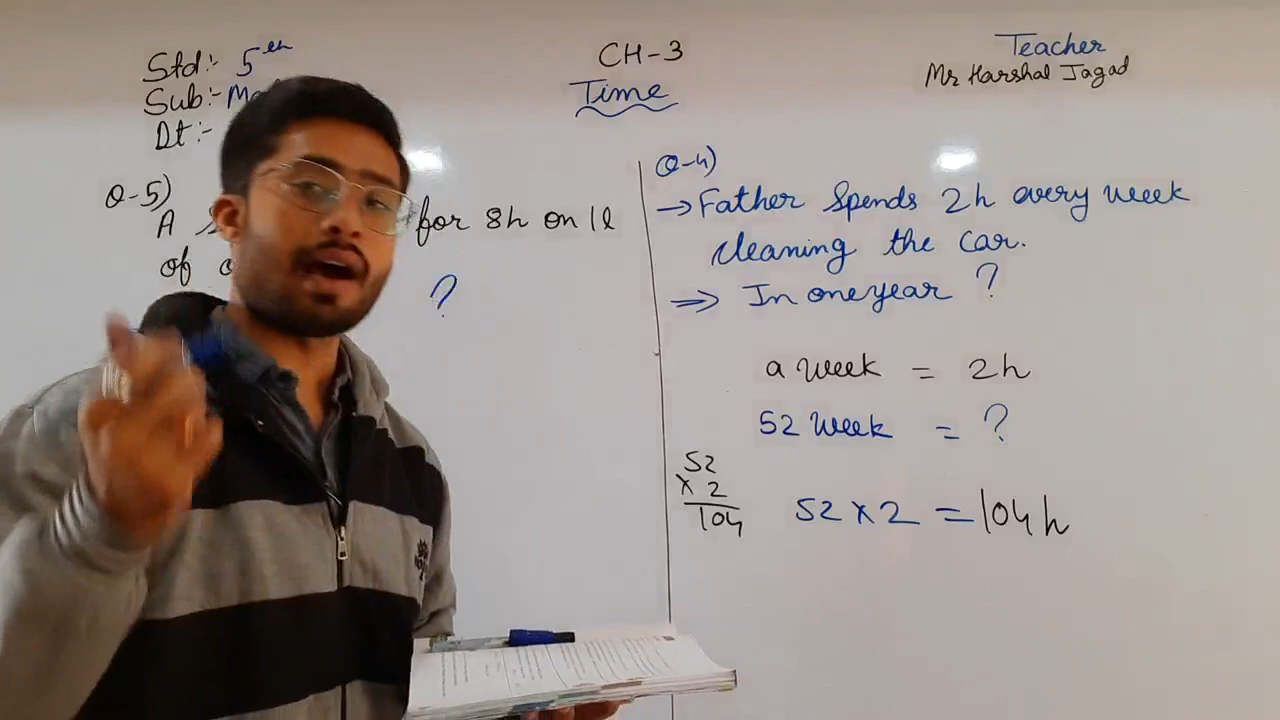 Std:- 5th
Sub:-
Dt:-
CH-3
Time
Teacher
Mr Harshal Jagad
Q-5)
A for 8h on 1l
of
?
Q-4)
→ Father Spends 2h every week
cleaning the car.
⇒ In one year ?
a week = 2h
52 week = ?
52
× 2
104
52 × 2 = 104 h